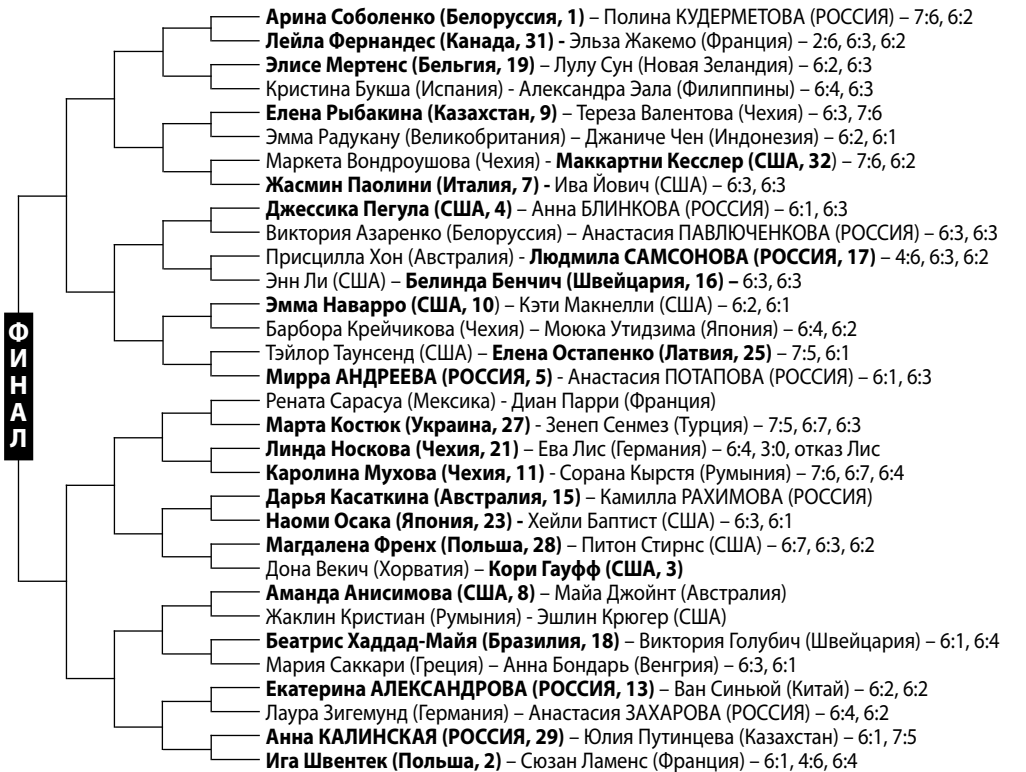 Арина Соболенко (Белоруссия, 1) – Полина КУДЕРМЕТОВА (РОССИЯ) – 7:6, 6:2
Лейла Фернандес (Канада, 31) - Эльза Жакемо (Франция) – 2:6, 6:3, 6:2
Элисе Мертенс (Бельгия, 19) – Лулу Сун (Новая Зеландия) – 6:2, 6:3
Кристина Букша (Испания) - Александра Эала (Филиппины) – 6:4, 6:3
Елена Рыбакина (Казахстан, 9) – Тереза Валентова (Чехия) – 6:3, 7:6
Эмма Радукану (Великобритания) – Джаниче Чен (Индонезия) – 6:2, 6:1
Маркета Вондроушова (Чехия) - Маккартни Кесслер (США, 32) – 7:6, 6:2
Жасмин Паолини (Италия, 7) - Ива Йович (США) – 6:3, 6:3
Джессика Пегула (США, 4) – Анна БЛИНКОВА (РОССИЯ) – 6:1, 6:3
Виктория Азаренко (Белоруссия) – Анастасия ПАВЛЮЧЕНКОВА (РОССИЯ) – 6:3, 6:3
Присцилла Хон (Австралия) - Людмила САМСОНОВА (РОССИЯ, 17) – 4:6, 6:3, 6:2
Энн Ли (США) – Белинда Бенчич (Швейцария, 16) – 6:3, 6:3
Эмма Наварро (США, 10) – Кэти Макнелли (США) – 6:2, 6:1
Барбора Крейчикова (Чехия) – Моюка Утидзима (Япония) – 6:4, 6:2
Тэйлор Таунсенд (США) – Елена Остапенко (Латвия, 25) – 7:5, 6:1
Мирра АНДРЕЕВА (РОССИЯ, 5) - Анастасия ПОТАПОВА (РОССИЯ) – 6:1, 6:3
ФИНАЛ
Рената Сарасуа (Мексика) - Диан Парри (Франция)
Марта Костюк (Украина, 27) - Зенеп Сенмез (Турция) – 7:5, 6:7, 6:3
Линда Носкова (Чехия, 21) – Ева Лис (Германия) – 6:4, 3:0, отказ Лис
Каролина Мухова (Чехия, 11) - Сорана Кырстя (Румыния) – 7:6, 6:7, 6:4
Дарья Касаткина (Австралия, 15) – Камилла РАХИМОВА (РОССИЯ)
Наоми Осака (Япония, 23) - Хейли Баптист (США) – 6:3, 6:1
Магдалена Френх (Польша, 28) – Питон Стирнс (США) – 6:7, 6:3, 6:2
Дона Векич (Хорватия) – Кори Гауфф (США, 3)
Аманда Анисимова (США, 8) – Майа Джойнт (Австралия)
Жаклин Кристиан (Румыния) - Эшлин Крюгер (США)
Беатрис Хаддад-Майя (Бразилия, 18) – Виктория Голубич (Швейцария) – 6:1, 6:4
Мария Саккари (Греция) – Анна Бондарь (Венгрия) – 6:3, 6:1
Екатерина АЛЕКСАНДРОВА (РОССИЯ, 13) – Ван Синьюй (Китай) – 6:2, 6:2
Лаура Зигемунд (Германия) – Анастасия ЗАХАРОВА (РОССИЯ) – 6:4, 6:2
Анна КАЛИНСКАЯ (РОССИЯ, 29) – Юлия Путинцева (Казахстан) – 6:1, 7:5
Ига Швентек (Польша, 2) – Сюзан Ламенс (Франция) – 6:1, 4:6, 6:4